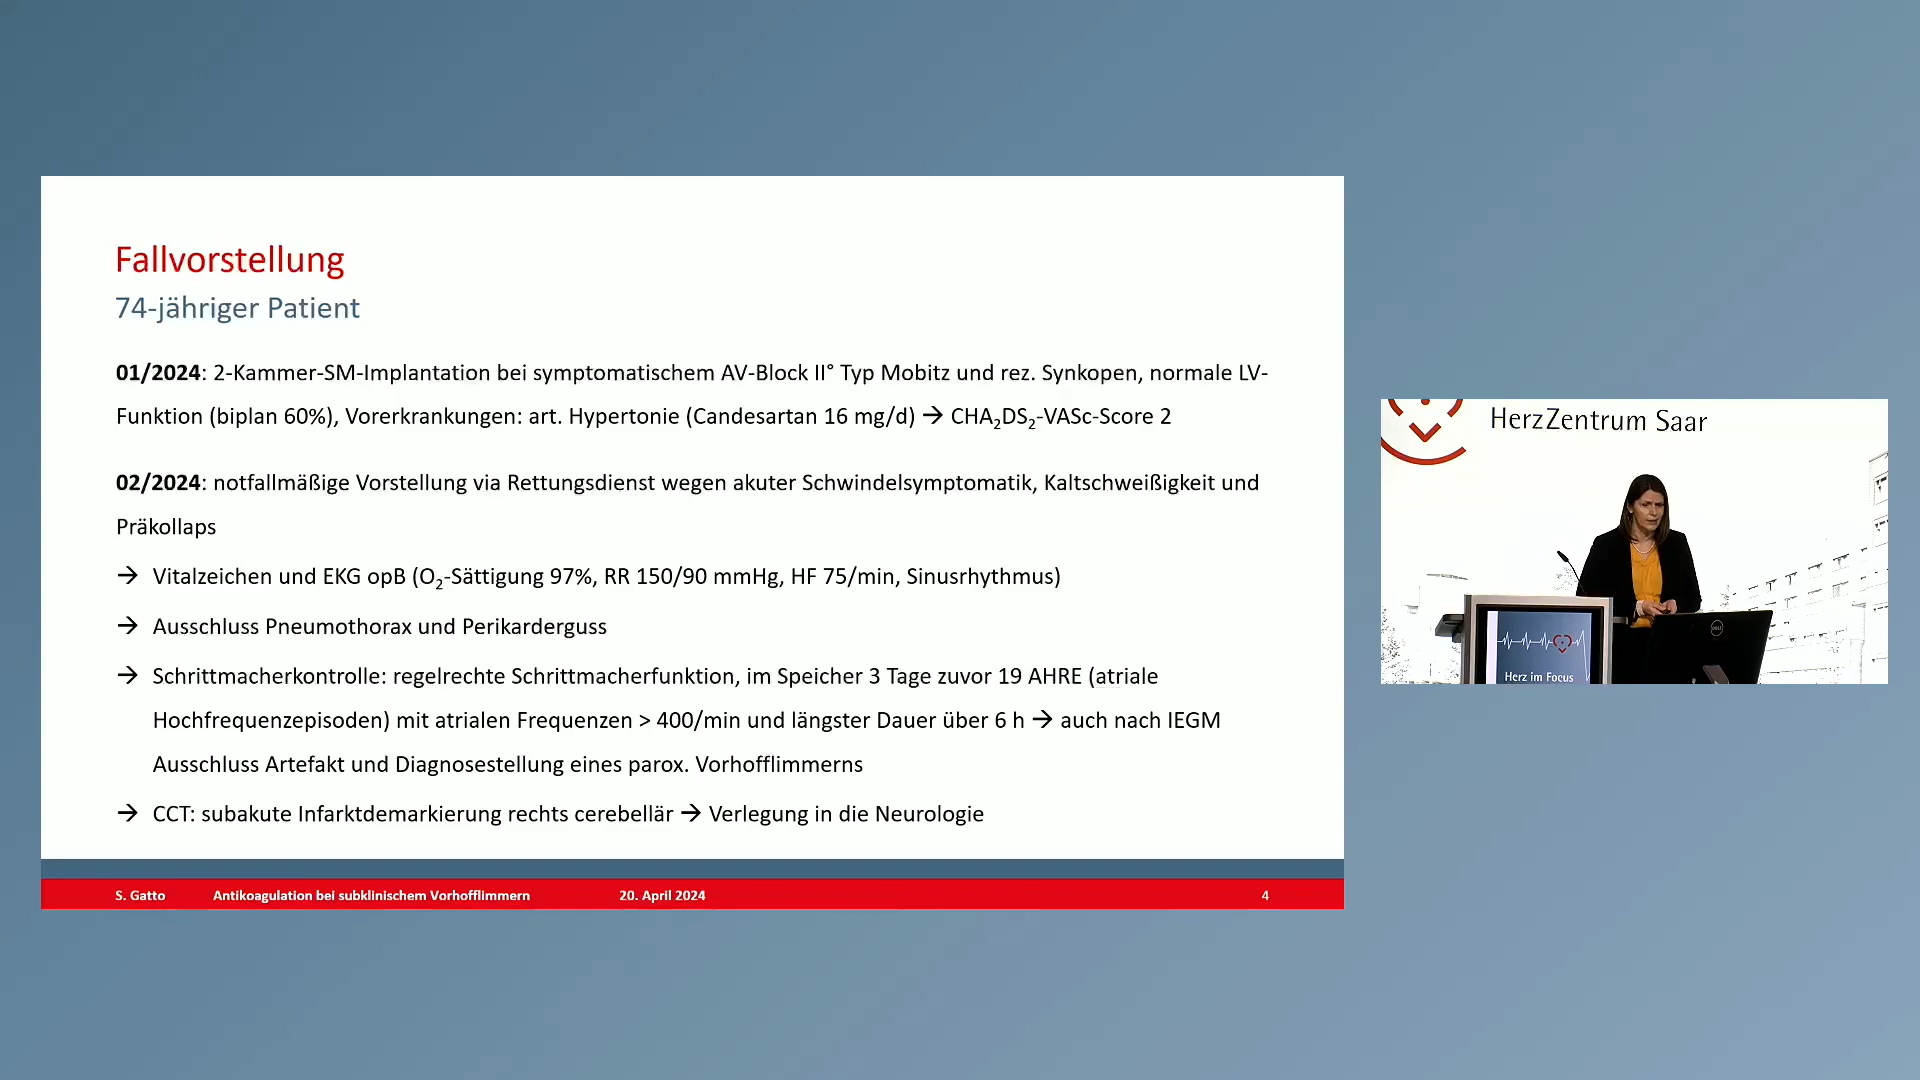 Fallvorstellung
74-jähriger Patient
01/2024: 2-Kammer-SM-Implantation bei symptomatischem AV-Block II° Typ Mobitz und rez. Synkopen, normale LV-
Funktion (biplan 60%), Vorerkrankungen: art. Hypertonie (Candesartan 16 mg/d) → CHA₂DS₂-VASc-Score 2
02/2024: notfallmäßige Vorstellung via Rettungsdienst wegen akuter Schwindelsymptomatik, Kaltschweißigkeit und
Präkollaps
→ Vitalzeichen und EKG opB (O₂-Sättigung 97%, RR 150/90 mmHg, HF 75/min, Sinusrhythmus)
→ Ausschluss Pneumothorax und Perikarderguss
→ Schrittmacherkontrolle: regelrechte Schrittmacherfunktion, im Speicher 3 Tage zuvor 19 AHRE (atriale
Hochfrequenzepisoden) mit atrialen Frequenzen > 400/min und längster Dauer über 6 h → auch nach IEGM
Ausschluss Artefakt und Diagnosestellung eines parox. Vorhofflimmerns
→ CCT: subakute Infarktdemarkierung rechts cerebellär → Verlegung in die Neurologie
S. Gatto Antikoagulation bei subklinischem Vorhofflimmern 20. April 2024 4
HerzZentrum Saar
DELL
Herz im Focus